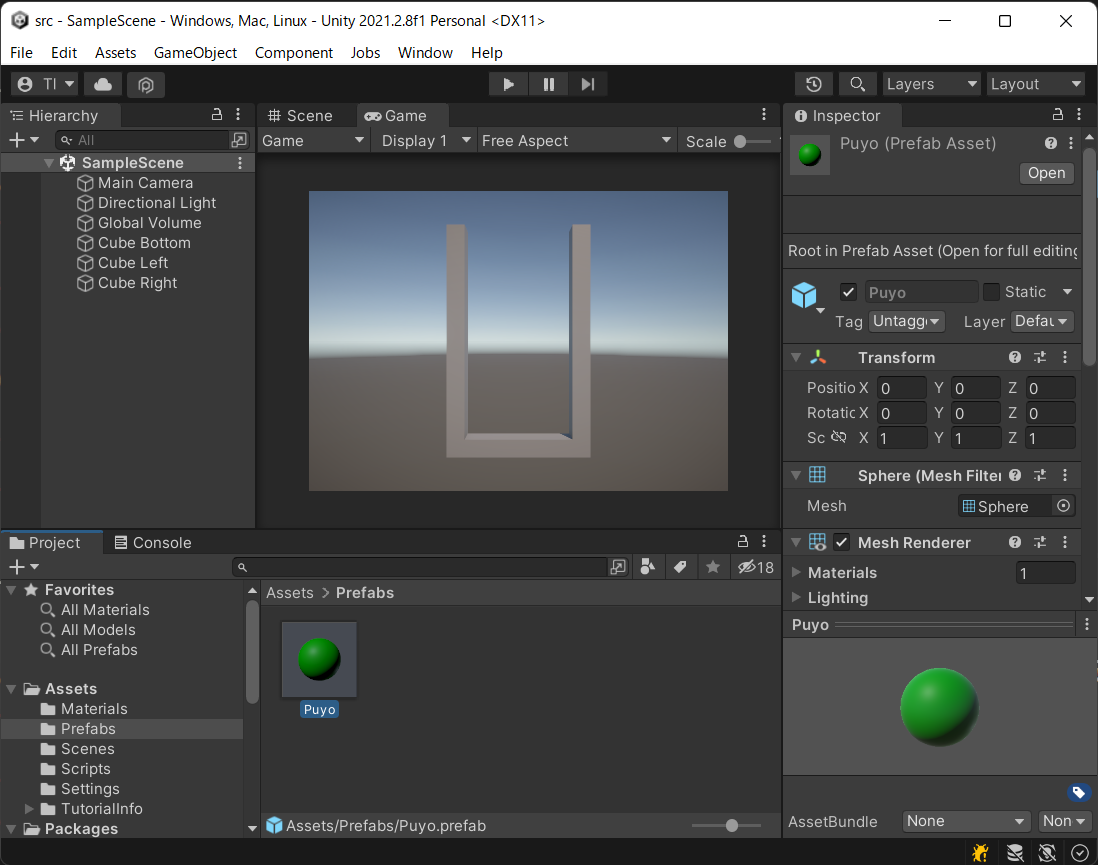 src - SampleScene - Windows, Mac, Linux - Unity 2021.2.8f1 Personal <DX11>
File Edit Assets GameObject Component Jobs Window Help
TI Layers Layout
Hierarchy
All
SampleScene
Main Camera
Directional Light
Global Volume
Cube Bottom
Cube Left
Cube Right
Scene Game
Game Display 1 Free Aspect Scale
Inspector
Puyo (Prefab Asset)
Open
Root in Prefab Asset (Open for full editing
Puyo Static
Tag Untagg Layer Defau
Transform
Positio X 0 Y 0 Z 0
Rotatic X 0 Y 0 Z 0
Sc X 1 Y 1 Z 1
Sphere (Mesh Filter
Mesh Sphere
Mesh Renderer
Materials 1
Lighting
Puyo
AssetBundle None Non
Project Console
18
Favorites
All Materials
All Models
All Prefabs
Assets
Materials
Prefabs
Scenes
Scripts
Settings
TutorialInfo
Packages
Assets > Prefabs
Puyo
Assets/Prefabs/Puyo.prefab